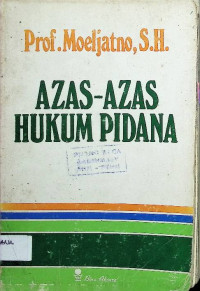 Prof. Moeljatno, S.H.
AZAS-AZAS
HUKUM PIDANA